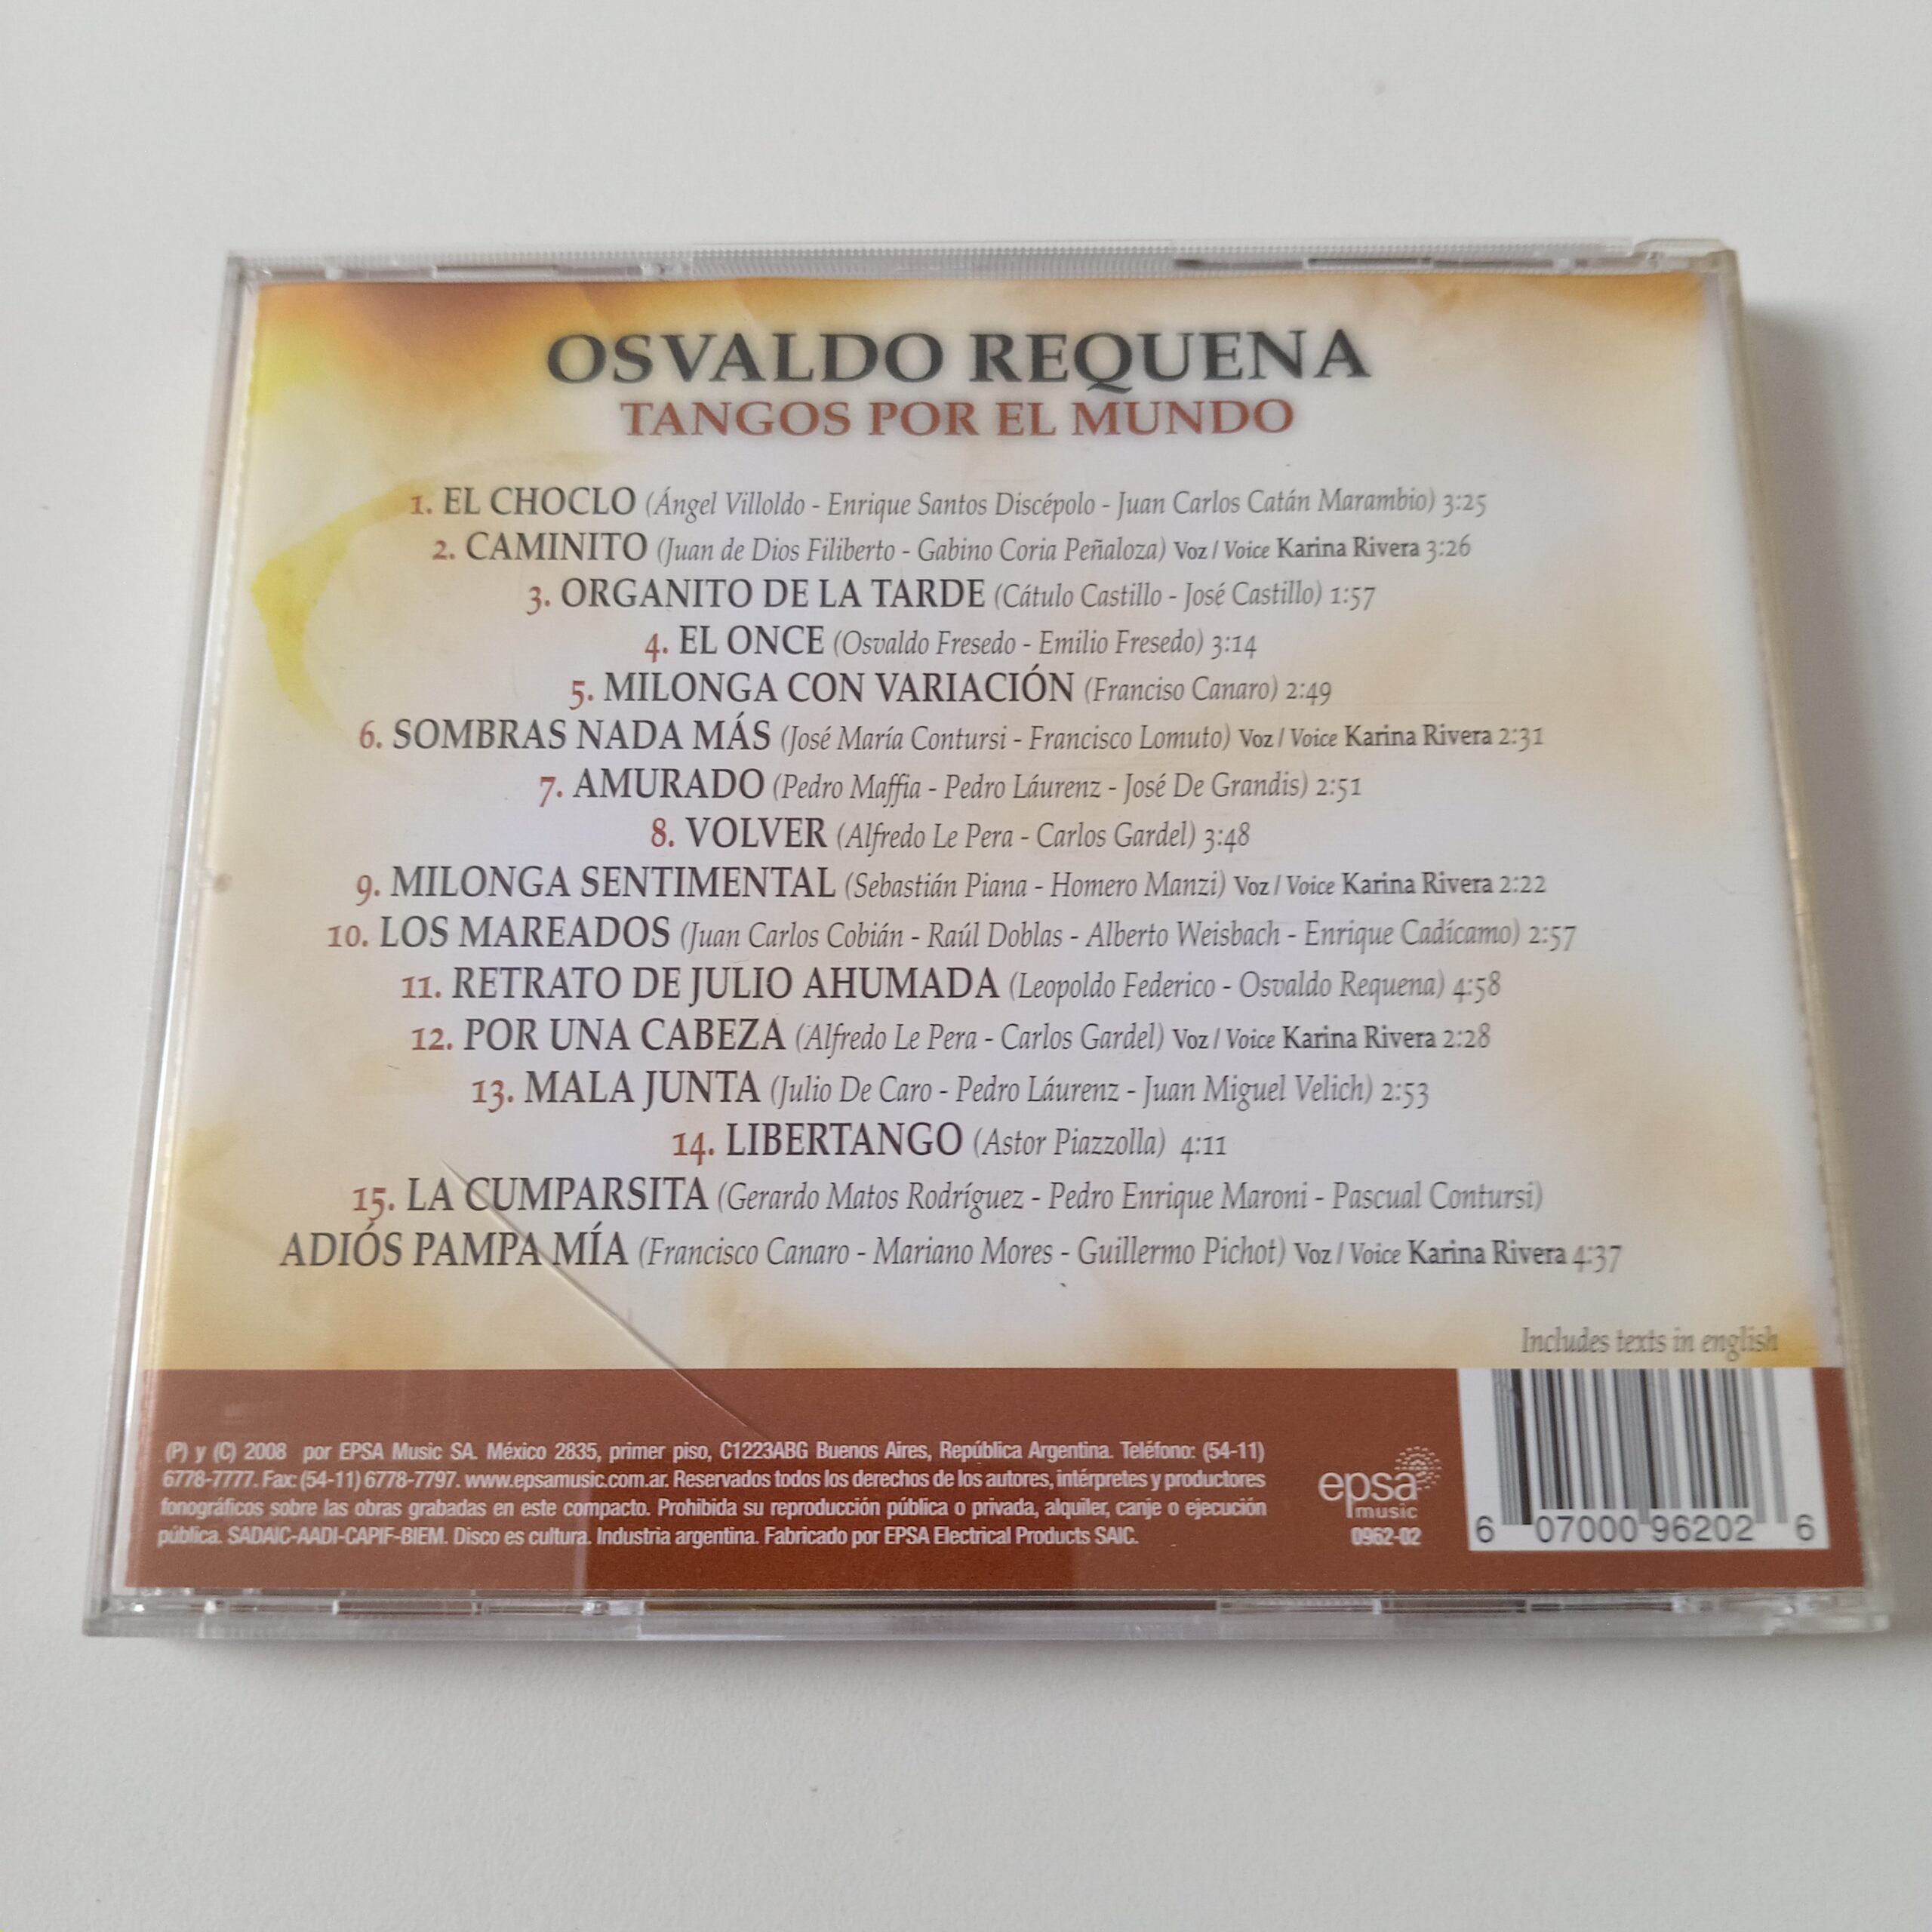 OSVALDO REQUENA
TANGOS POR EL MUNDO
1. EL CHOCLO (Ángel Villoldo - Enrique Santos Discépolo - Juan Carlos Catán Marambio) 3:25
2. CAMINITO (Juan de Dios Filiberto - Gabino Coria Peñaloza) Voz / Voice Karina Rivera 3:26
3. ORGANITO DE LA TARDE (Cátulo Castillo - José Castillo) 1:57
4. EL ONCE (Osvaldo Fresedo - Emilio Fresedo) 3:14
5. MILONGA CON VARIACIÓN (Franciso Canaro) 2:49
6. SOMBRAS NADA MÁS (José María Contursi - Francisco Lomuto) Voz / Voice Karina Rivera 2:31
7. AMURADO (Pedro Maffia - Pedro Láurenz - José De Grandis) 2:51
8. VOLVER (Alfredo Le Pera - Carlos Gardel) 3:48
9. MILONGA SENTIMENTAL (Sebastián Piana - Homero Manzi) Voz / Voice Karina Rivera 2:22
10. LOS MAREADOS (Juan Carlos Cobián - Raúl Doblas - Alberto Weisbach - Enrique Cadícamo) 2:57
11. RETRATO DE JULIO AHUMADA (Leopoldo Federico - Osvaldo Requena) 4:58
12. POR UNA CABEZA (Alfredo Le Pera - Carlos Gardel) Voz / Voice Karina Rivera 2:28
13. MALA JUNTA (Julio De Caro - Pedro Láurenz - Juan Miguel Velich) 2:53
14. LIBERTANGO (Astor Piazzolla) 4:11
15. LA CUMPARSITA (Gerardo Matos Rodríguez - Pedro Enrique Maroni - Pascual Contursi)
ADIÓS PAMPA MÍA (Francisco Canaro - Mariano Mores - Guillermo Pichot) Voz / Voice Karina Rivera 4:37
Includes texts in english
(P) y (C) 2008 por EPSA Music SA. México 2835, primer piso, C1223ABG Buenos Aires, República Argentina. Teléfono: (54-11)
6778-7777. Fax: (54-11) 6778-7797. www.epsamusic.com.ar. Reservados todos los derechos de los autores, intérpretes y productores
fonográficos sobre las obras grabadas en este compacto. Prohibida su reproducción pública o privada, alquiler, canje o ejecución
pública. SADAIC-AADI-CAPIF-BIEM. Disco es cultura. Industria argentina. Fabricado por EPSA Electrical Products SAIC.
epsa
music
0962-02
6 07000 96202 6